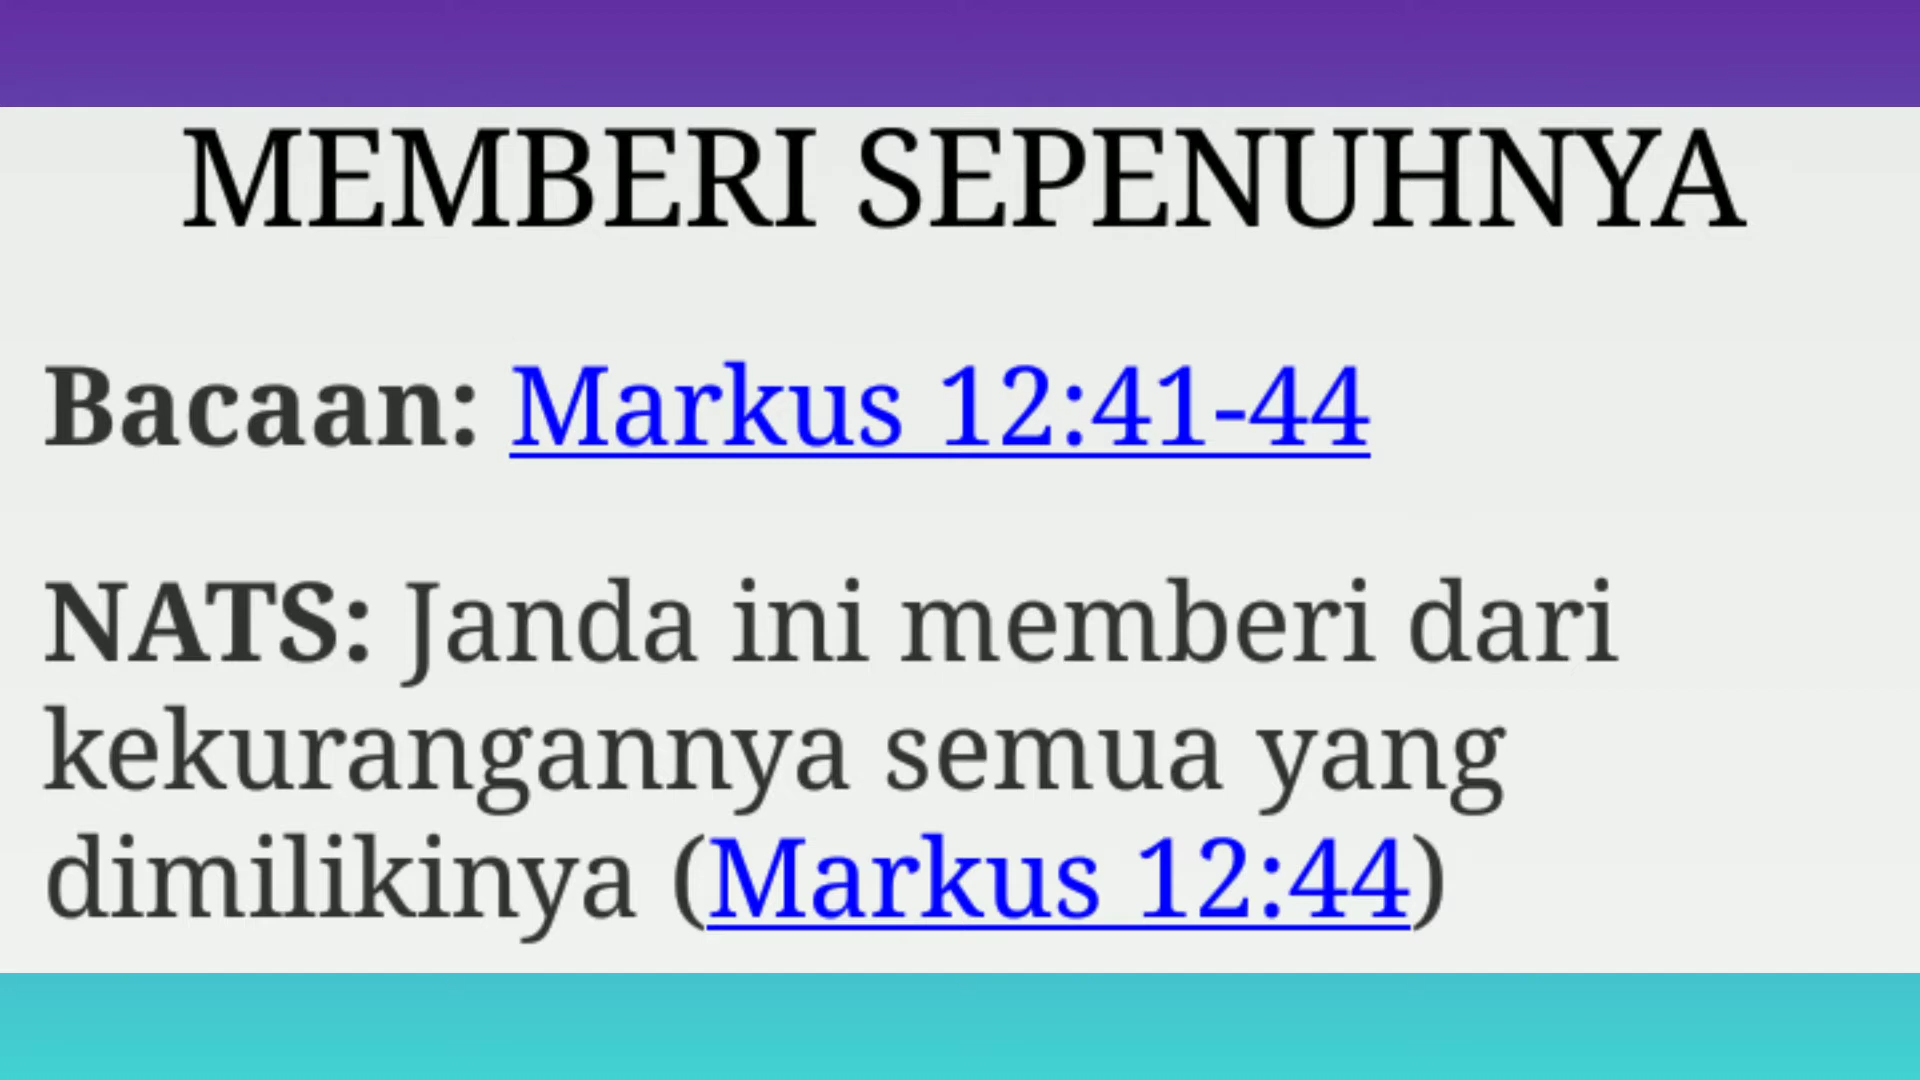 MEMBERI SEPENUHNYA
Bacaan: Markus 12:41-44
NATS: Janda ini memberi dari
kekurangannya semua yang
dimilikinya (Markus 12:44)